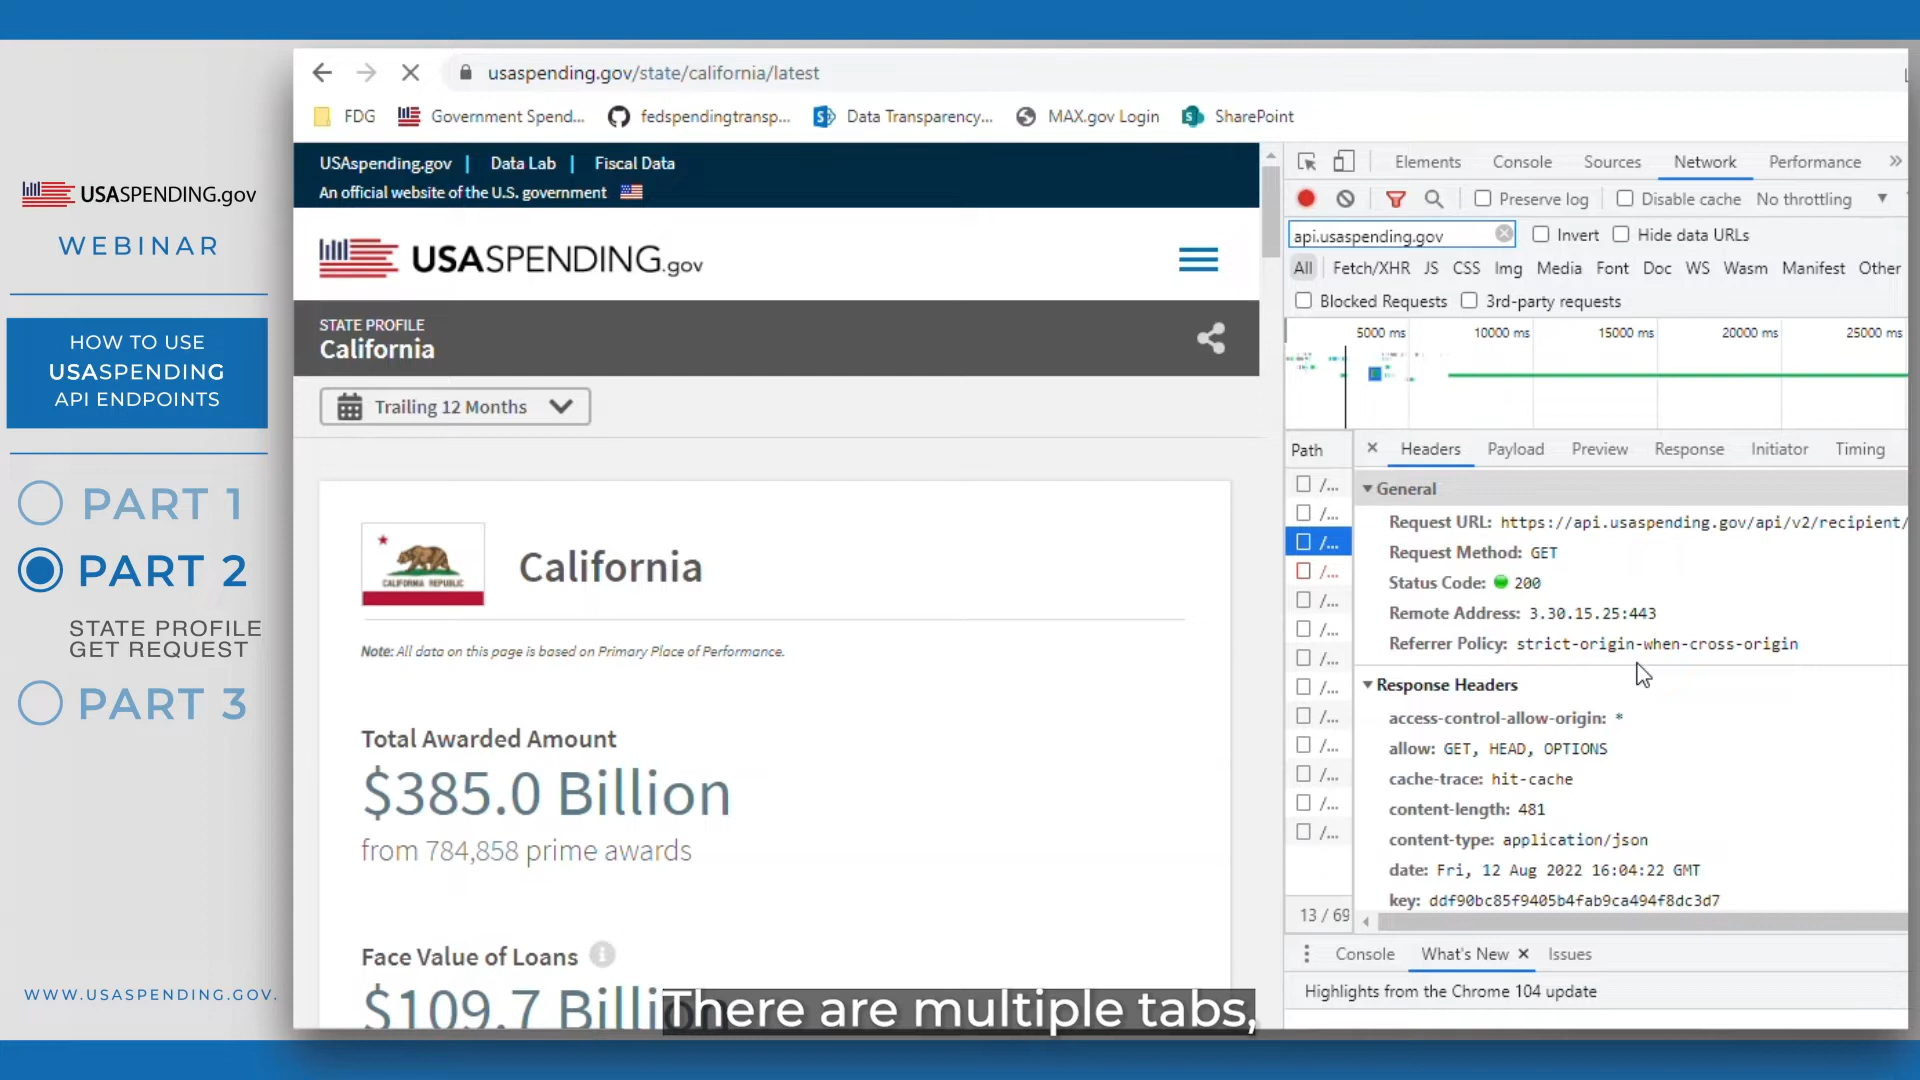 USASPENDING.gov
WEBINAR
HOW TO USE
USASPENDING
API ENDPOINTS
PART 1
PART 2
STATE PROFILE
GET REQUEST
PART 3
WWW.USASPENDING.GOV.
usaspending.gov/state/california/latest
FDG Government Spend... fedspendingtransp... Data Transparency... MAX.gov Login SharePoint
USAspending.gov | Data Lab | Fiscal Data
An official website of the U.S. government
USASPENDING.gov
STATE PROFILE
California
Trailing 12 Months
CALIFORNIA REPUBLIC
California
Note: All data on this page is based on Primary Place of Performance.
Total Awarded Amount
$385.0 Billion
from 784,858 prime awards
Face Value of Loans
$109.7 Billion
There are multiple tabs,
Elements Console Sources Network Performance »
Preserve log Disable cache No throttling
api.usaspending.gov Invert Hide data URLs
All Fetch/XHR JS CSS Img Media Font Doc WS Wasm Manifest Other
Blocked Requests 3rd-party requests
5000 ms 10000 ms 15000 ms 20000 ms 25000 ms
Path × Headers Payload Preview Response Initiator Timing
/...
/...
/...
/...
/...
/...
/...
/...
/...
/...
/...
/...
/...
13 / 69
General
Request URL: https://api.usaspending.gov/api/v2/recipient/
Request Method: GET
Status Code: 200
Remote Address: 3.30.15.25:443
Referrer Policy: strict-origin-when-cross-origin
Response Headers
access-control-allow-origin: *
allow: GET, HEAD, OPTIONS
cache-trace: hit-cache
content-length: 481
content-type: application/json
date: Fri, 12 Aug 2022 16:04:22 GMT
key: ddf90bc85f9405b4fab9ca494f8dc3d7
Console What's New × Issues
Highlights from the Chrome 104 update